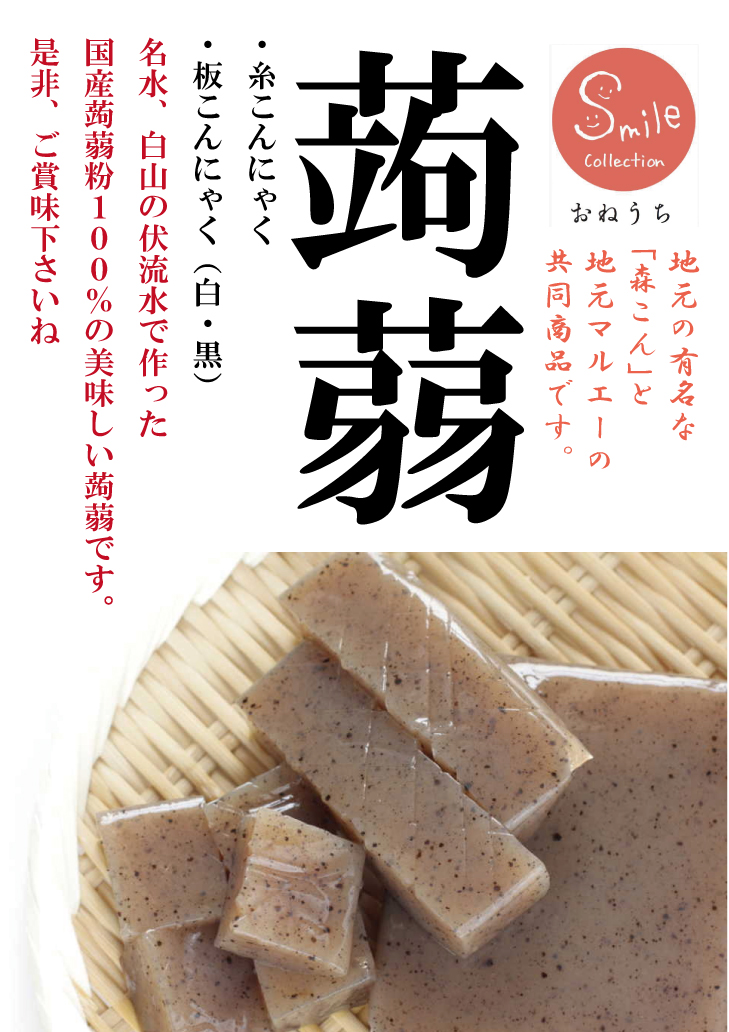 Smile
Collection
おねうち
地元の有名な
「森こん」と
地元マルエーの
共同商品です。
蒟蒻
・糸こんにゃく
・板こんにゃく（白・黒）
名水、白山の伏流水で作った
国産蒟蒻粉100%の美味しい蒟蒻です。
是非、ご賞味下さいね